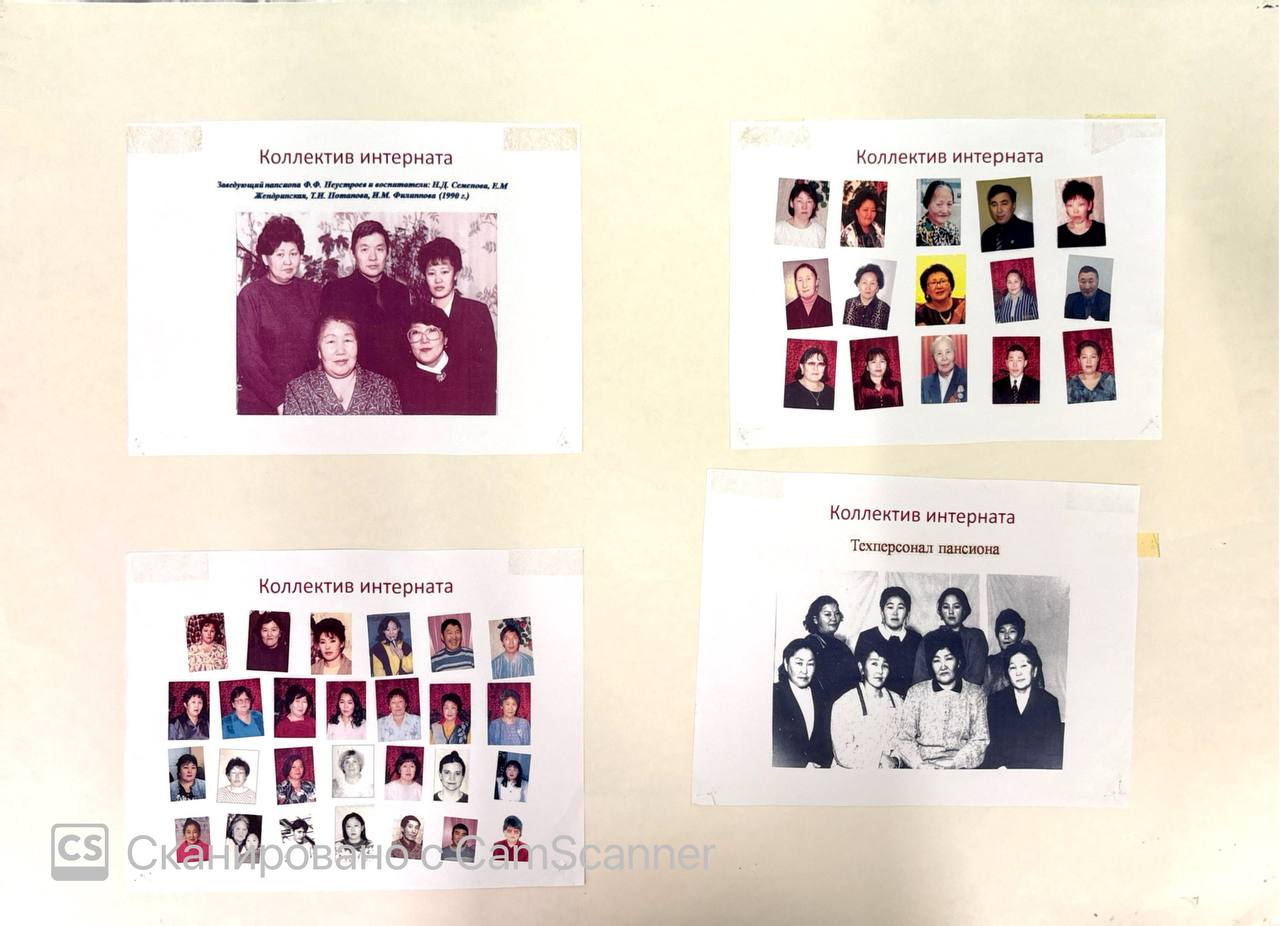 Коллектив интерната
Заведующий пансиона Ф.Ф. Неустроев и воспитатели: Н.Д. Семенова, Е.М
Жендринская, Т.И. Потапова, Н.М. Филиппова (1990 г.)
Коллектив интерната
Коллектив интерната
Коллектив интерната
Техперсонал пансиона
CS Сканировано с CamScanner